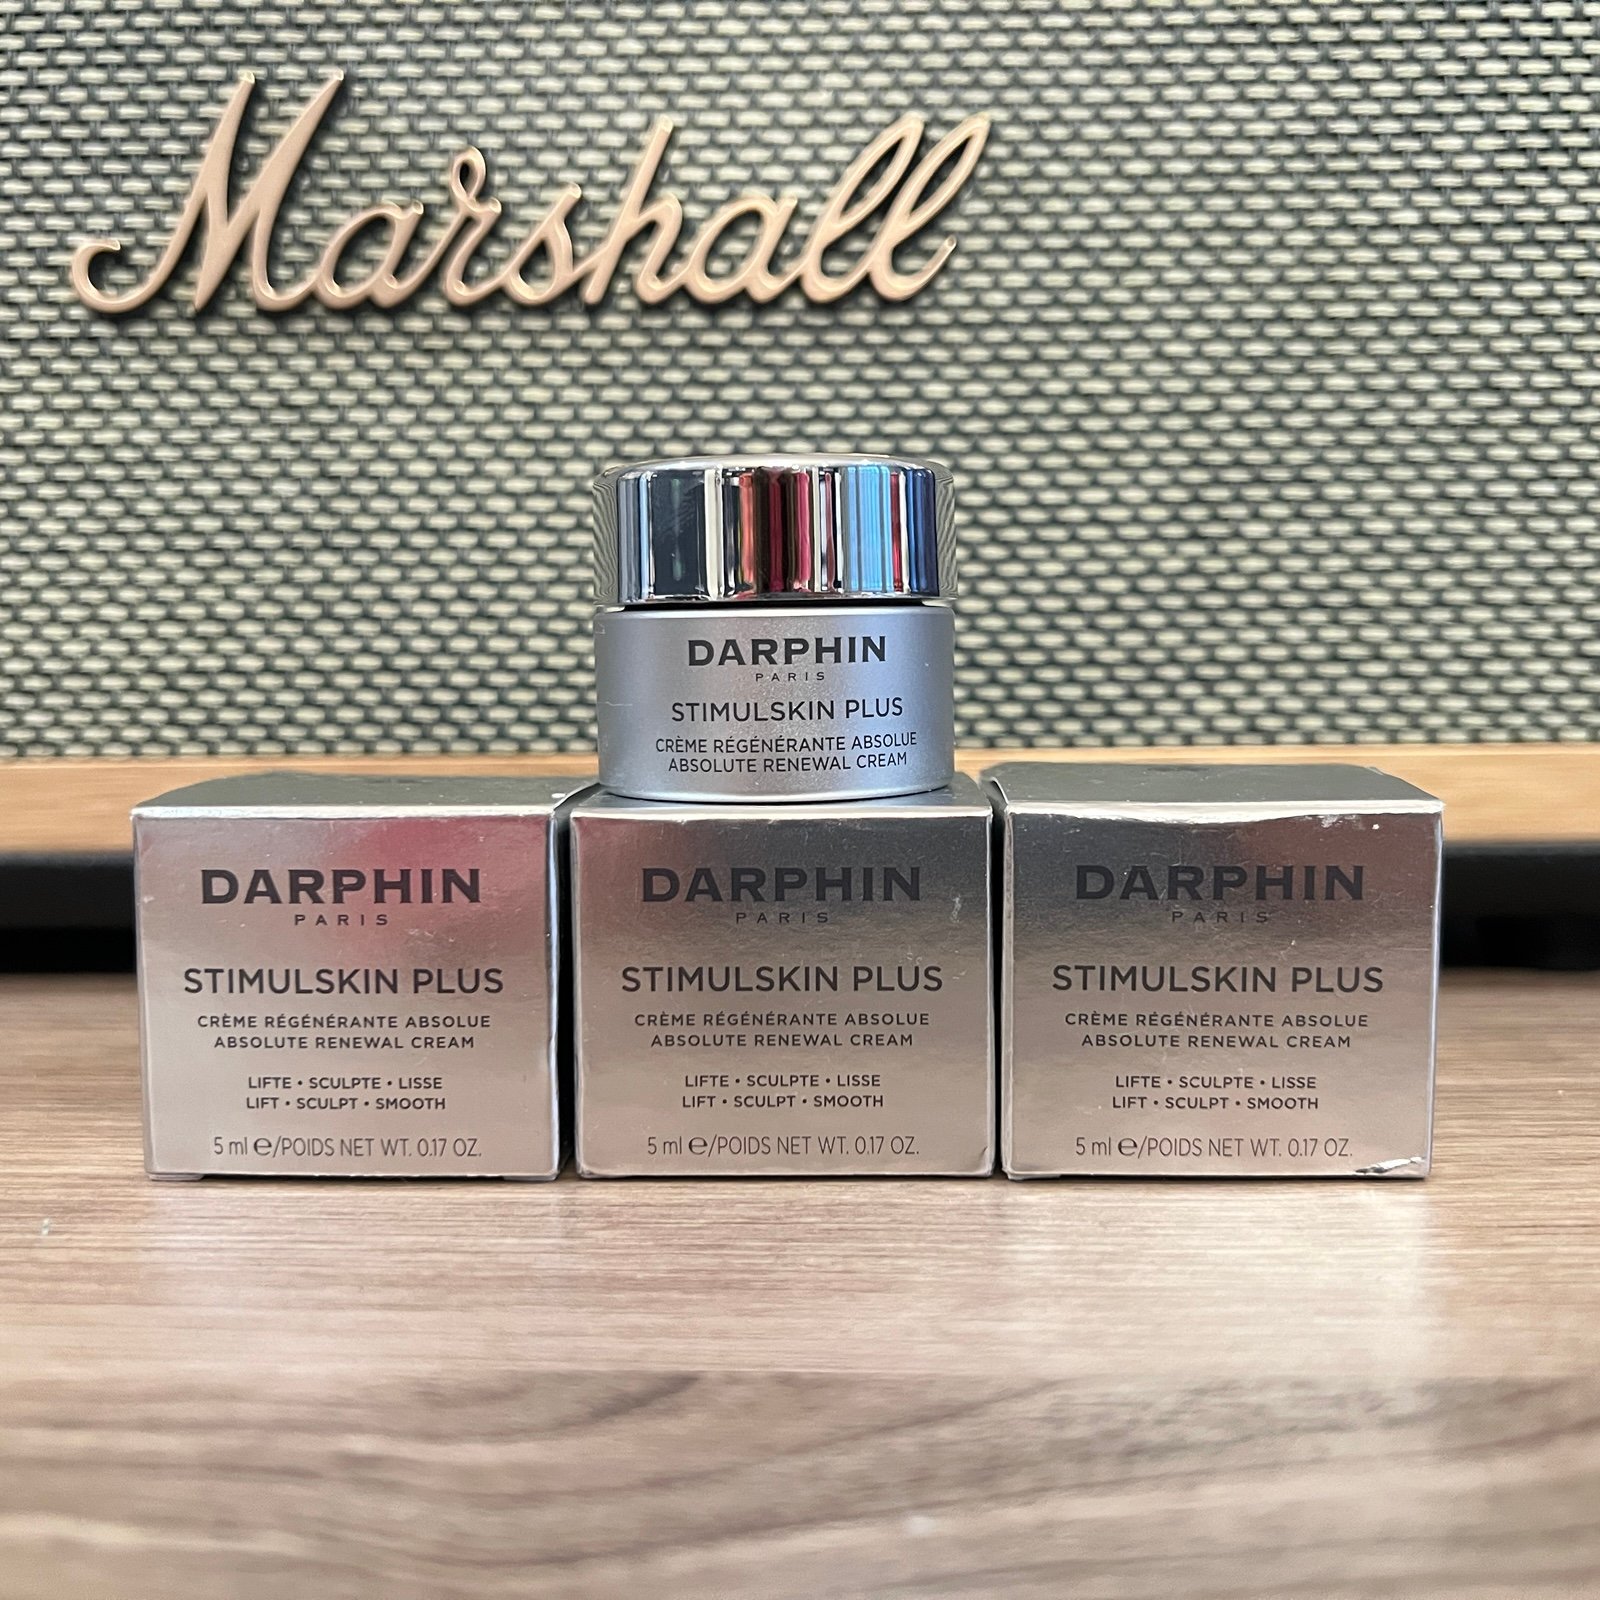 Marshall
DARPHIN
PARIS
STIMULSKIN PLUS
CRÈME RÉGÉNÉRANTE ABSOLUE
ABSOLUTE RENEWAL CREAM
DARPHIN
PARIS
STIMULSKIN PLUS
CRÈME RÉGÉNÉRANTE ABSOLUE
ABSOLUTE RENEWAL CREAM
LIFTE • SCULPTE • LISSE
LIFT • SCULPT • SMOOTH
5 ml ℮/POIDS NET WT. 0.17 OZ.
DARPHIN
PARIS
STIMULSKIN PLUS
CRÈME RÉGÉNÉRANTE ABSOLUE
ABSOLUTE RENEWAL CREAM
LIFTE • SCULPTE • LISSE
LIFT • SCULPT • SMOOTH
5 ml ℮/POIDS NET WT. 0.17 OZ.
DARPHIN
PARIS
STIMULSKIN PLUS
CRÈME RÉGÉNÉRANTE ABSOLUE
ABSOLUTE RENEWAL CREAM
LIFTE • SCULPTE • LISSE
LIFT • SCULPT • SMOOTH
5 ml ℮/POIDS NET WT. 0.17 OZ.